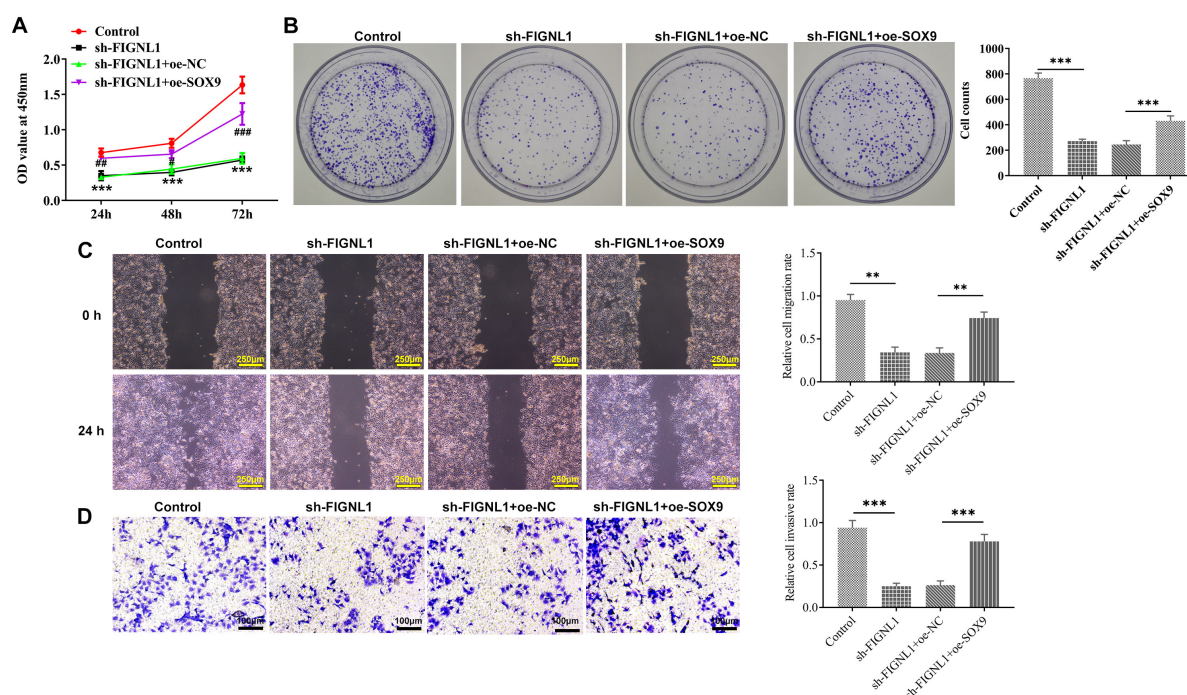 A
Control
sh-FIGNL1
sh-FIGNL1+oe-NC
sh-FIGNL1+oe-SOX9
OD value at 450nm
2.0
1.5
1.0
0.5
0.0
##
#
###
***
***
***
24h
48h
72h
B
Control
sh-FIGNL1
sh-FIGNL1+oe-NC
sh-FIGNL1+oe-SOX9
Cell counts
1000
800
600
400
200
0
***
***
Control
sh-FIGNL1
sh-FIGNL1+oe-NC
sh-FIGNL1+oe-SOX9
C
Control
sh-FIGNL1
sh-FIGNL1+oe-NC
sh-FIGNL1+oe-SOX9
0 h
250μm
250μm
250μm
250μm
24 h
250μm
250μm
250μm
250μm
Relative cell migration rate
1.5
1.0
0.5
0.0
**
**
Control
sh-FIGNL1
sh-FIGNL1+oe-NC
sh-FIGNL1+oe-SOX9
D
Control
sh-FIGNL1
sh-FIGNL1+oe-NC
sh-FIGNL1+oe-SOX9
100μm
100μm
100μm
100μm
Relative cell invasive rate
1.5
1.0
0.5
0.0
***
***
Control
sh-FIGNL1
sh-FIGNL1+oe-NC
sh-FIGNL1+oe-SOX9